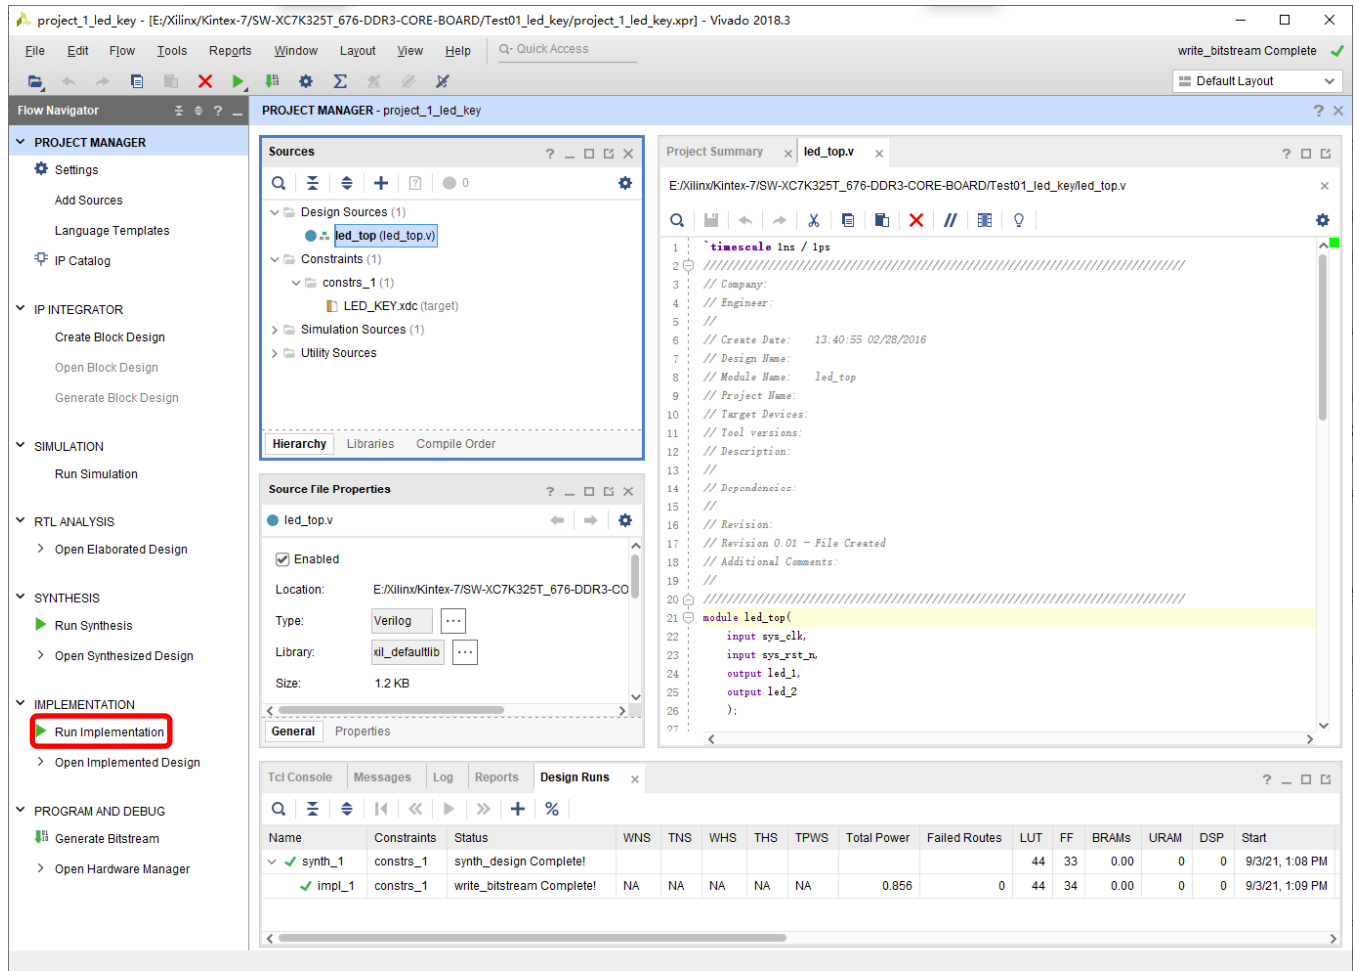 project_1_led_key - [E:/Xilinx/Kintex-7/SW-XC7K325T_676-DDR3-CORE-BOARD/Test01_led_key/project_1_led_key.xpr] - Vivado 2018.3
File Edit Flow Tools Reports Window Layout View Help Q- Quick Access
write_bitstream Complete
Default Layout
Flow Navigator
PROJECT MANAGER
Settings
Add Sources
Language Templates
IP Catalog
IP INTEGRATOR
Create Block Design
Open Block Design
Generate Block Design
SIMULATION
Run Simulation
RTL ANALYSIS
Open Elaborated Design
SYNTHESIS
Run Synthesis
Open Synthesized Design
IMPLEMENTATION
Run Implementation
Open Implemented Design
PROGRAM AND DEBUG
Generate Bitstream
Open Hardware Manager
PROJECT MANAGER - project_1_led_key
Sources
0
Design Sources (1)
led_top (led_top.v)
Constraints (1)
constrs_1 (1)
LED_KEY.xdc (target)
Simulation Sources (1)
Utility Sources
Hierarchy Libraries Compile Order
Source File Properties
led_top.v
Enabled
Location: E:/Xilinx/Kintex-7/SW-XC7K325T_676-DDR3-CO
Type: Verilog
Library: xil_defaultlib
Size: 1.2 KB
General Properties
Project Summary led_top.v
E:/Xilinx/Kintex-7/SW-XC7K325T_676-DDR3-CORE-BOARD/Test01_led_key/led_top.v
1 `timescale 1ns / 1ps
2 //////////////////////////////////////////////////////////////////////////////////
3 // Company:
4 // Engineer:
5 //
6 // Create Date: 13:40:55 02/28/2016
7 // Design Name:
8 // Module Name: led_top
9 // Project Name:
10 // Target Devices:
11 // Tool versions:
12 // Description:
13 //
14 // Dependencies:
15 //
16 // Revision:
17 // Revision 0.01 - File Created
18 // Additional Comments:
19 //
20 //////////////////////////////////////////////////////////////////////////////////
21 module led_top(
22 input sys_clk,
23 input sys_rst_n,
24 output led_1,
25 output led_2
26 );
27
Tcl Console Messages Log Reports Design Runs
Name Constraints Status WNS TNS WHS THS TPWS Total Power Failed Routes LUT FF BRAMs URAM DSP Start
synth_1 constrs_1 synth_design Complete! 44 33 0.00 0 0 9/3/21, 1:08 PM
impl_1 constrs_1 write_bitstream Complete! NA NA NA NA NA 0.856 0 44 34 0.00 0 0 9/3/21, 1:09 PM